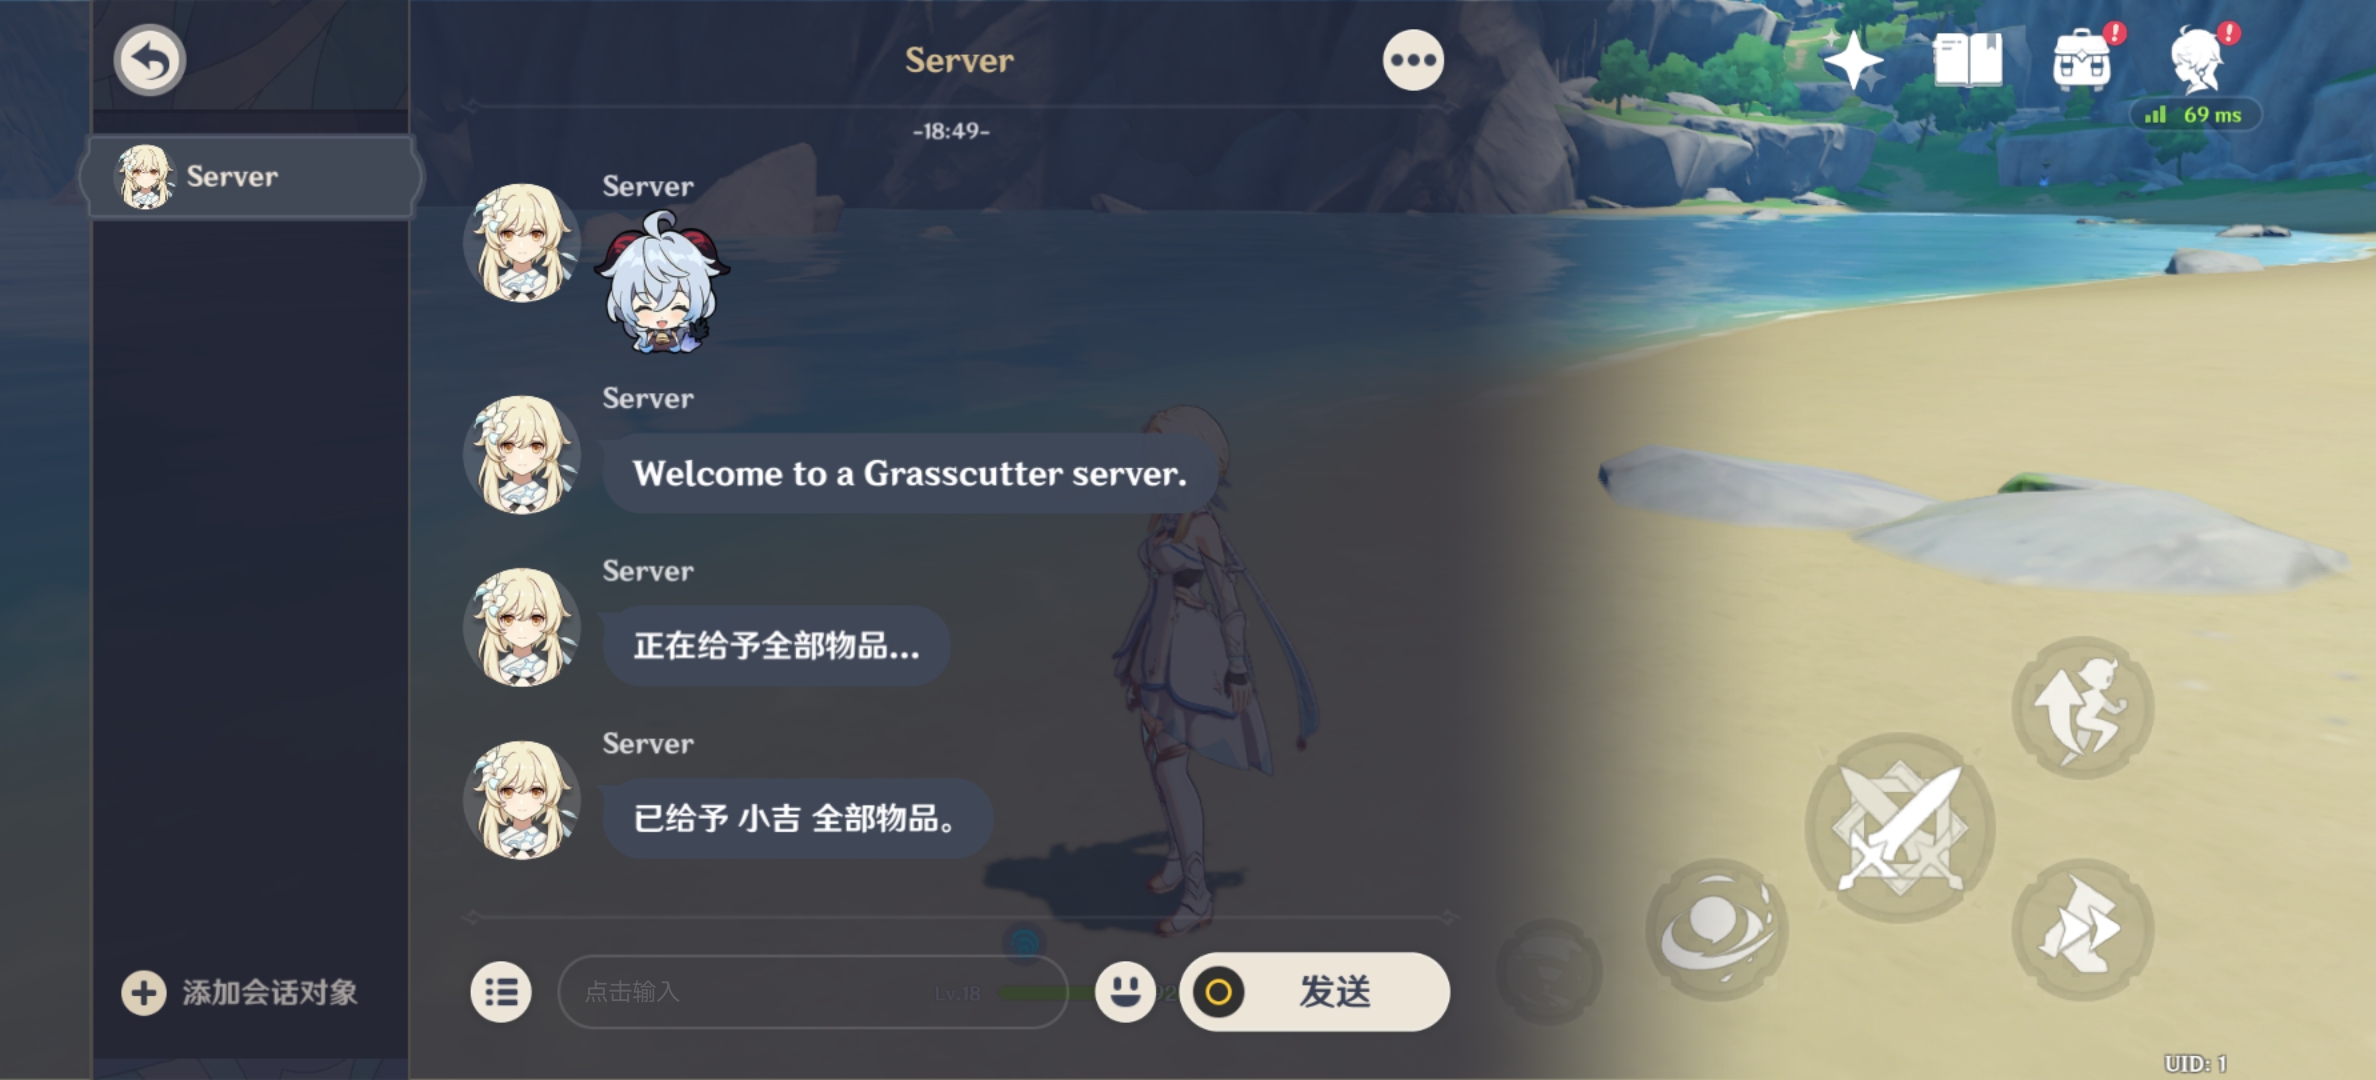 Server
69 ms
Server
-18:49-
Server
Server
Welcome to a Grasscutter server.
Server
正在给予全部物品...
Server
已给予 小吉 全部物品。
添加会话对象
点击输入
Lv.18
发送
UID: 1